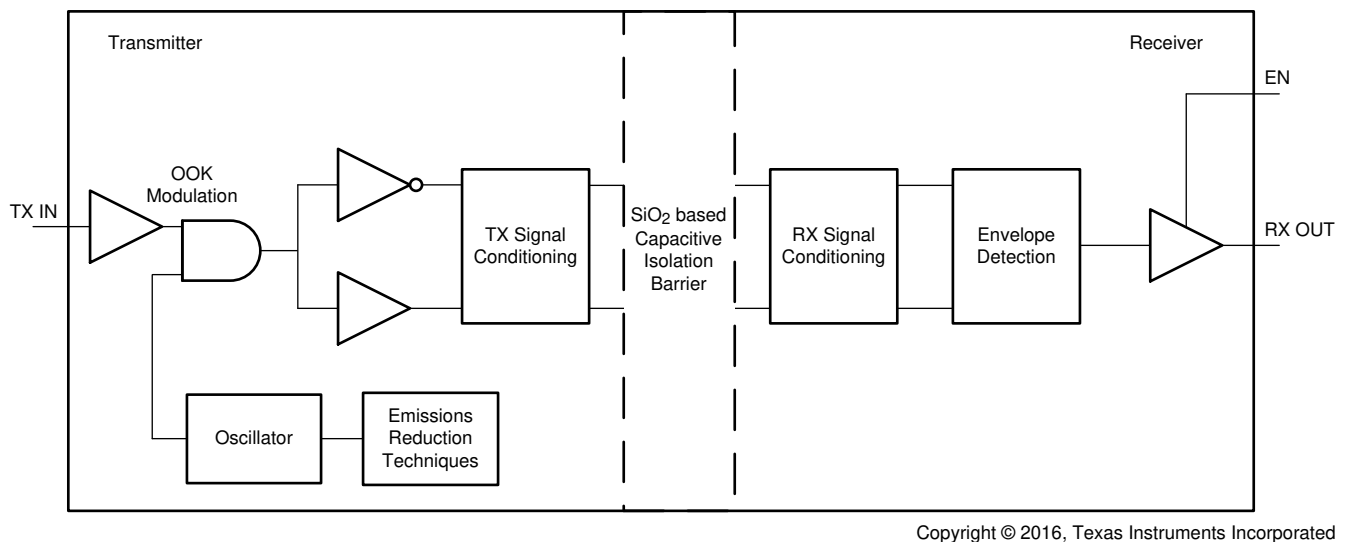 Transmitter
Receiver
EN
OOK
Modulation
TX IN
TX Signal
Conditioning
SiO2 based
Capacitive
Isolation
Barrier
RX Signal
Conditioning
Envelope
Detection
RX OUT
Oscillator
Emissions
Reduction
Techniques
Copyright © 2016, Texas Instruments Incorporated